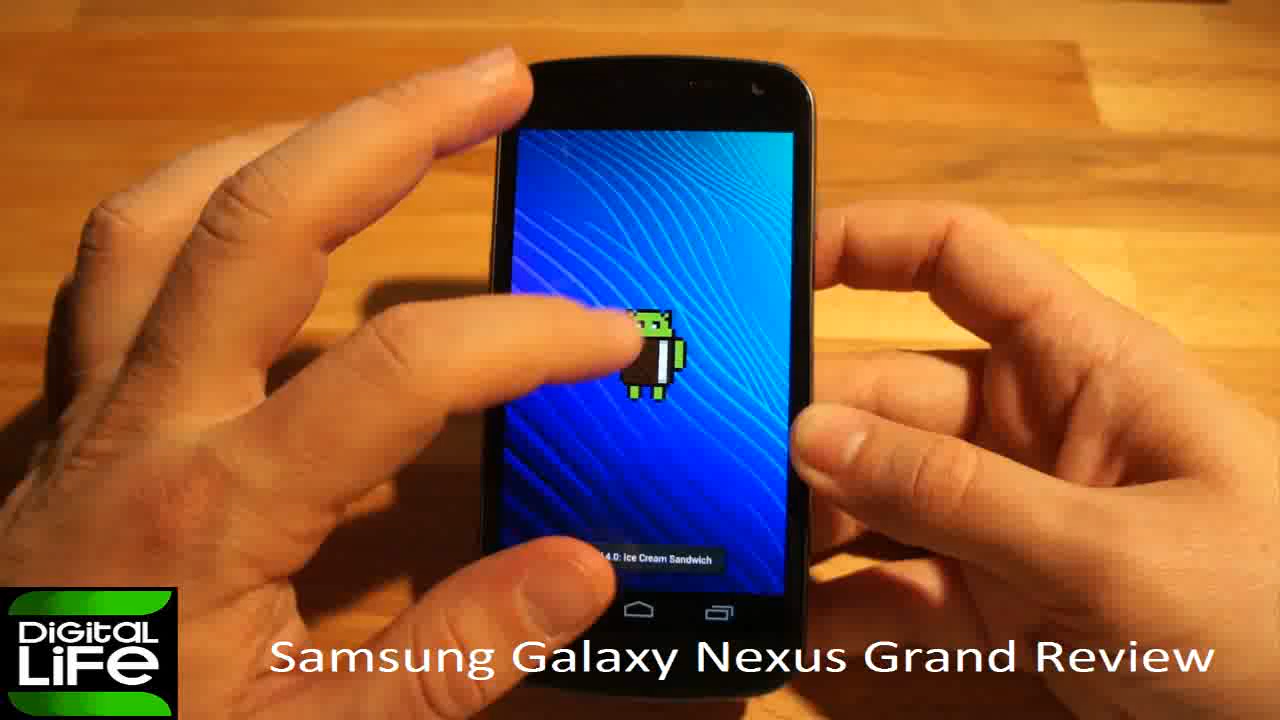 4.0: Ice Cream Sandwich
DiGitaL
LiFe
Samsung Galaxy Nexus Grand Review